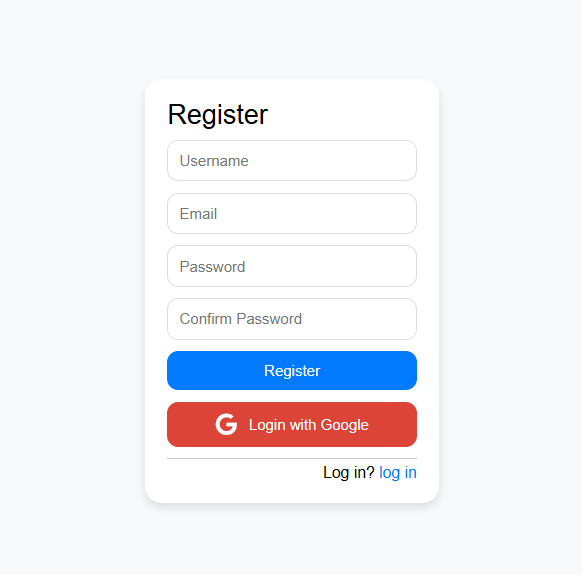 Register
Username
Email
Password
Confirm Password
Register
Login with Google
Log in? log in